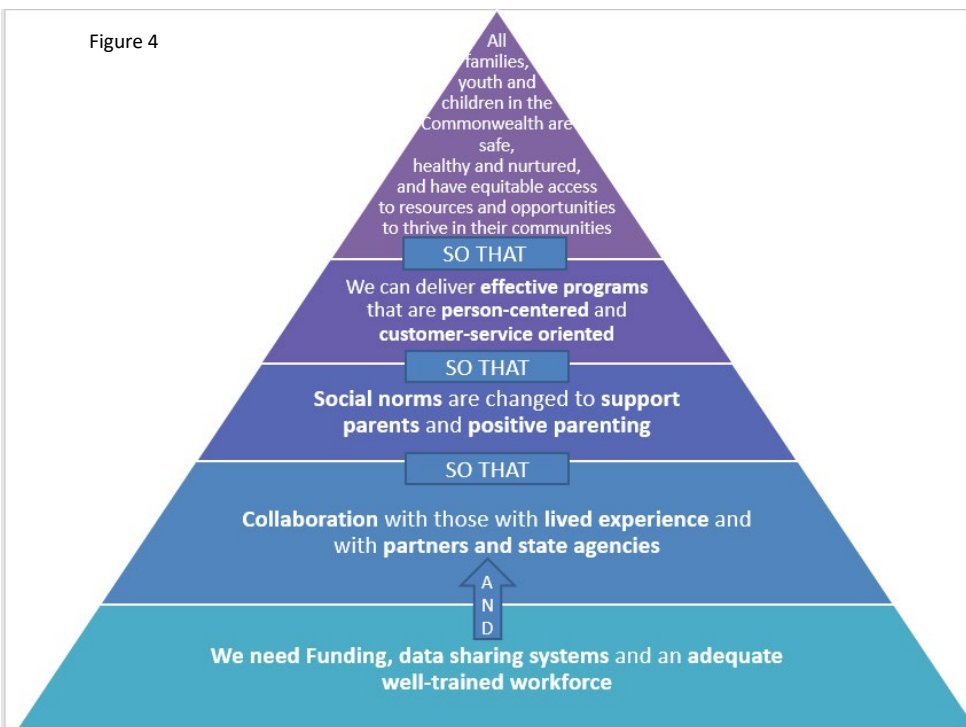 Figure 4
All
families,
youth and
children in the
Commonwealth are
safe,
healthy and nurtured,
and have equitable access
to resources and opportunities
to thrive in their communities
SO THAT
We can deliver effective programs
that are person-centered and
customer-service oriented
SO THAT
Social norms are changed to support
parents and positive parenting
SO THAT
Collaboration with those with lived experience and
with partners and state agencies
A
N
D
We need Funding, data sharing systems and an adequate
well-trained workforce